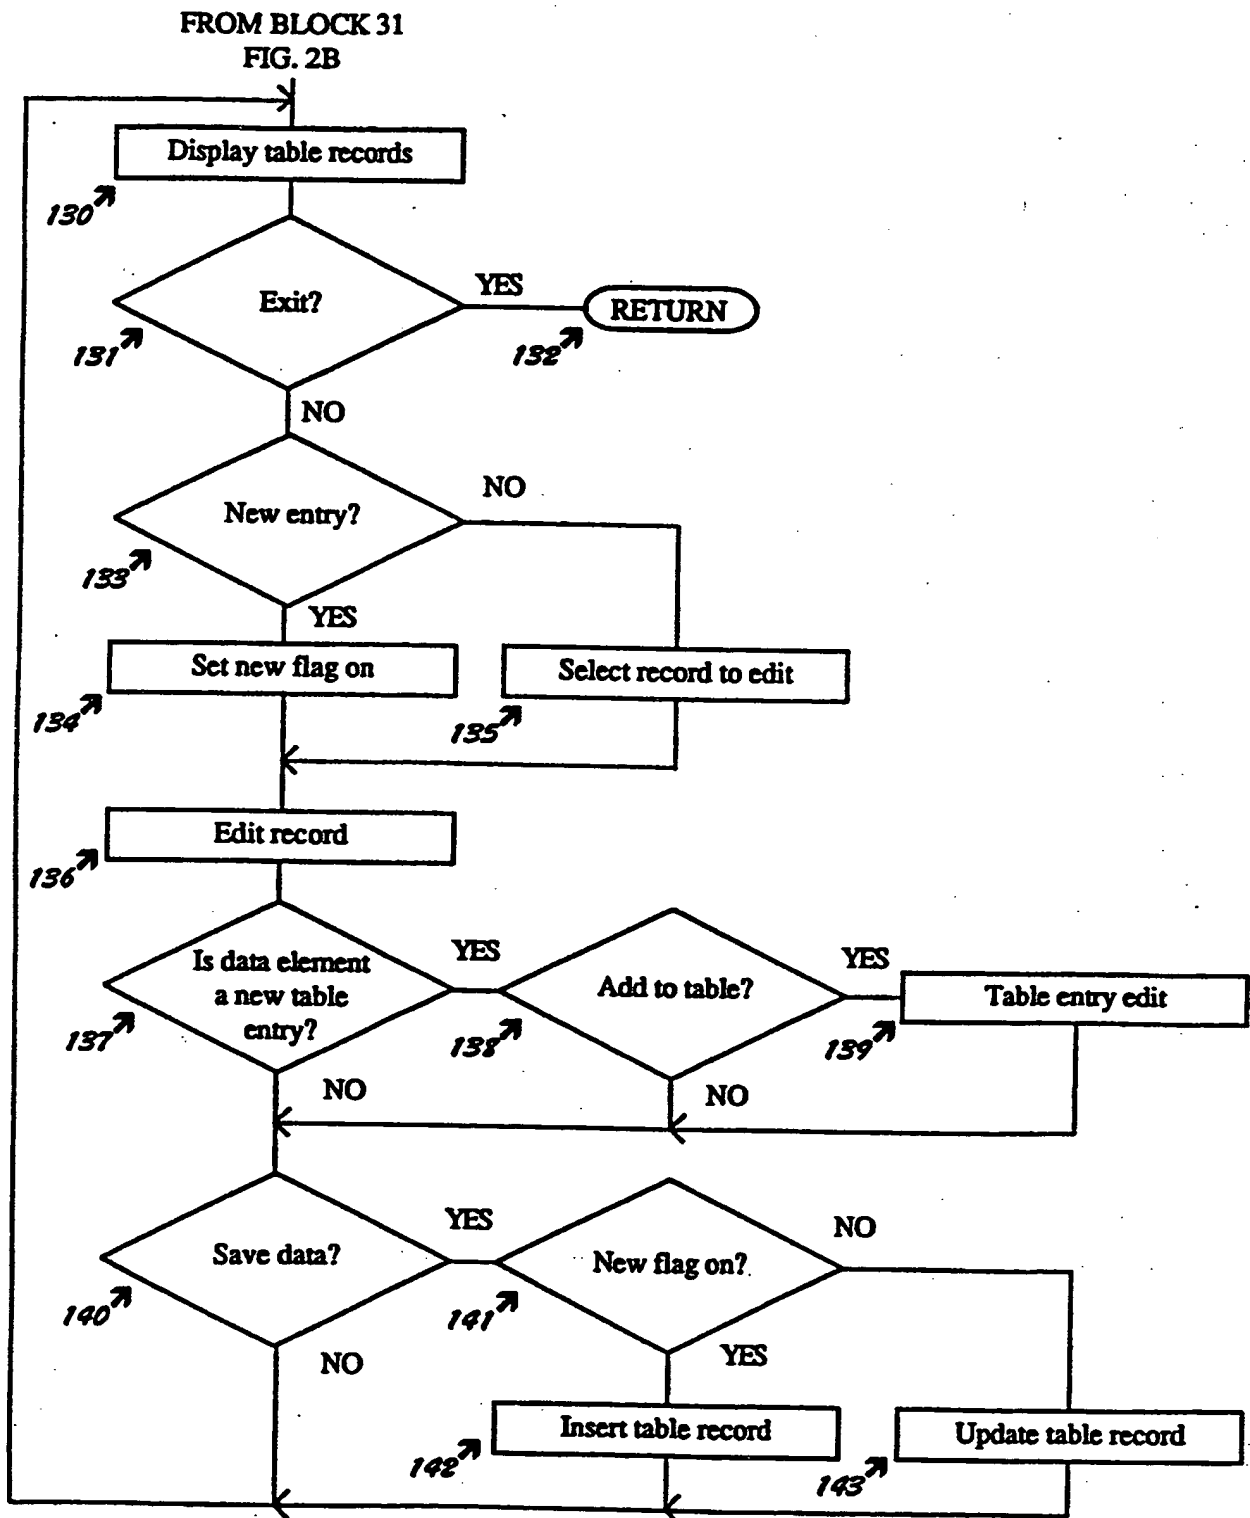 FROM BLOCK 31
FIG. 2B
Display table records
130
Exit?
YES
RETURN
131
132
NO
New entry?
NO
133
YES
Set new flag on
Select record to edit
134
135
Edit record
136
Is data element
a new table
entry?
YES
Add to table?
YES
Table entry edit
137
138
139
NO
NO
Save data?
YES
New flag on?
NO
140
141
NO
YES
Insert table record
Update table record
142
143